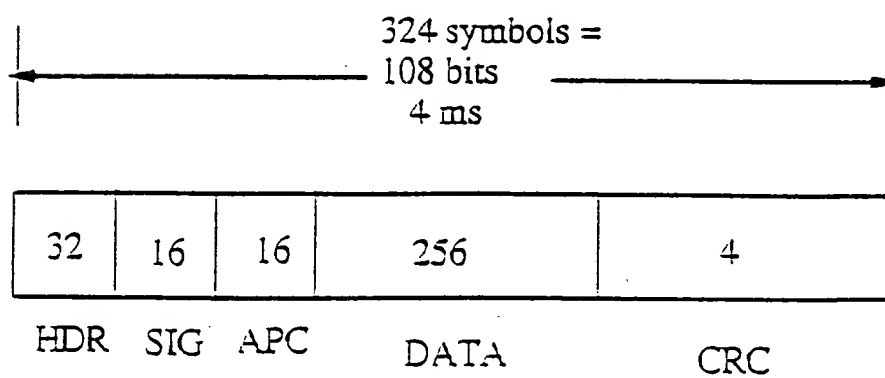 324 symbols =
108 bits
4 ms
32 16 16 256 4
HDR SIG APC DATA CRC